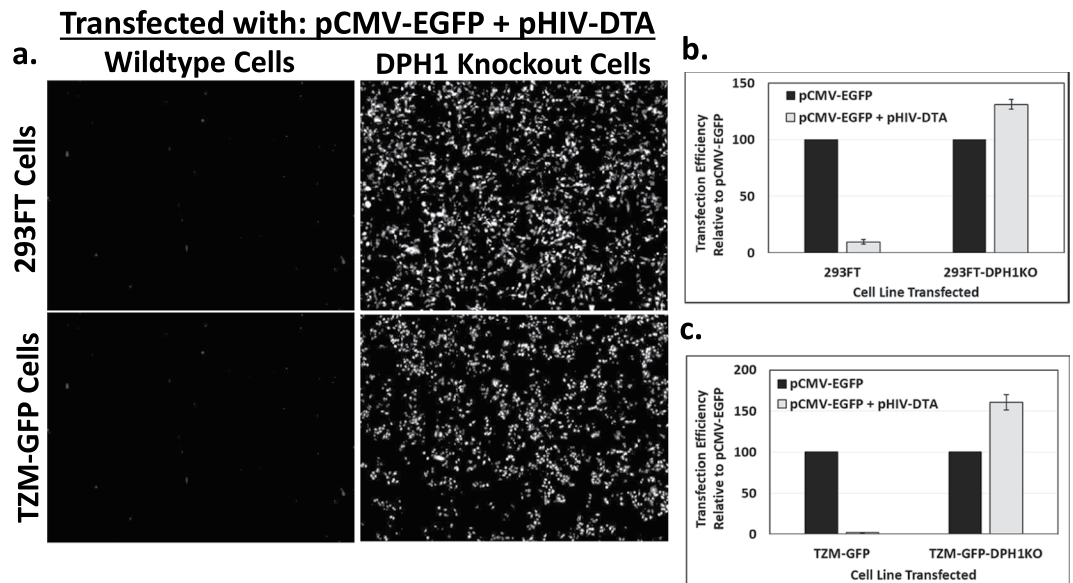 Transfected with: pCMV-EGFP + pHIV-DTA
a.
Wildtype Cells
DPH1 Knockout Cells
293FT Cells
TZM-GFP Cells
b.
Transfection Efficiency
Relative to pCMV-EGFP
150
100
50
0
pCMV-EGFP
pCMV-EGFP + pHIV-DTA
293FT
293FT-DPH1KO
Cell Line Transfected
c.
Transfection Efficiency
Relative to pCMV-EGFP
200
150
100
50
0
pCMV-EGFP
pCMV-EGFP + pHIV-DTA
TZM-GFP
TZM-GFP-DPH1KO
Cell Line Transfected